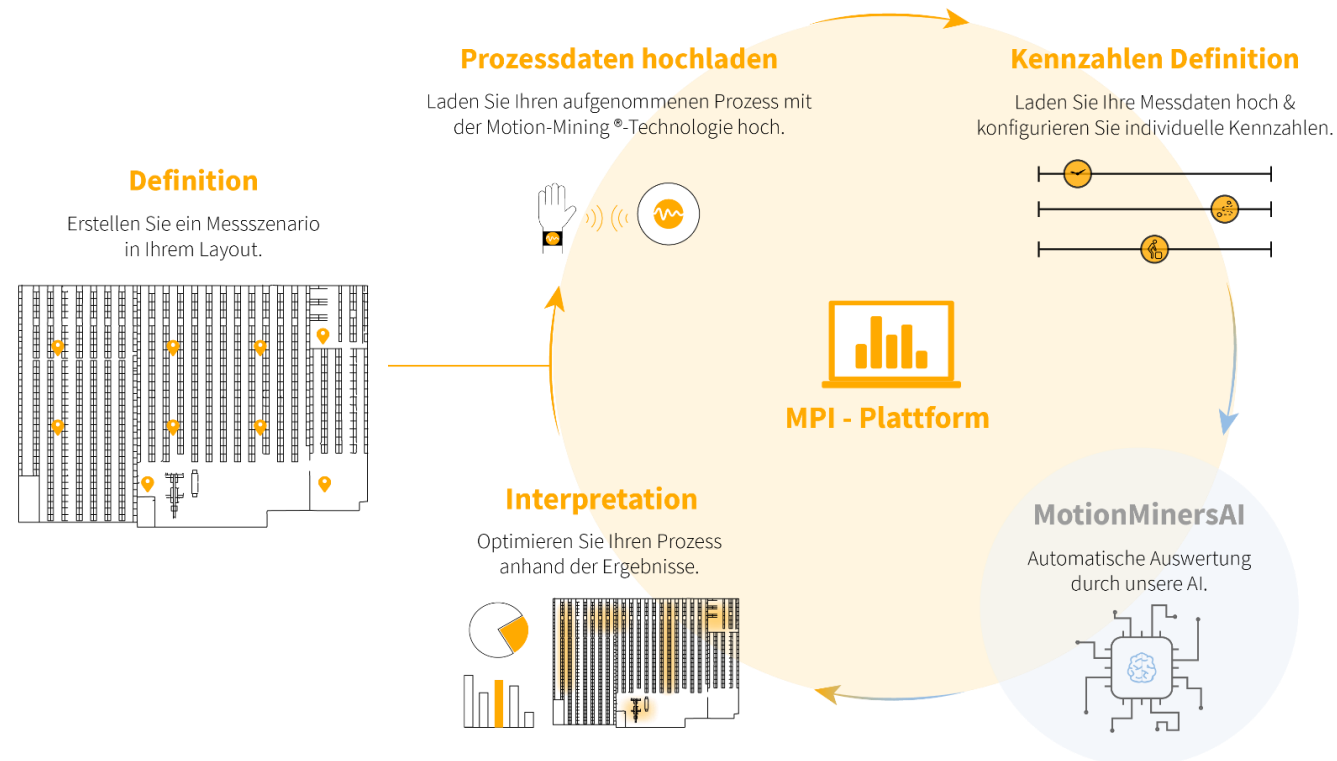 Definition
Erstellen Sie ein Messszenario
in Ihrem Layout.
Prozessdaten hochladen
Laden Sie Ihren aufgenommenen Prozess mit
der Motion-Mining ®-Technologie hoch.
Kennzahlen Definition
Laden Sie Ihre Messdaten hoch &
konfigurieren Sie individuelle Kennzahlen.
MPI - Plattform
MotionMinersAI
Automatische Auswertung
durch unsere AI.
Interpretation
Optimieren Sie Ihren Prozess
anhand der Ergebnisse.